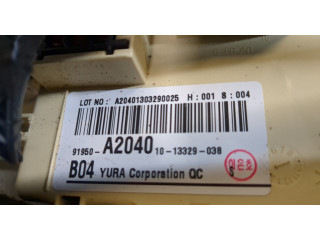 LOT NO : A20401303290025 H : 001 S : 004
91950-A2040 10-13329-038
B04 YURA Corporation QC